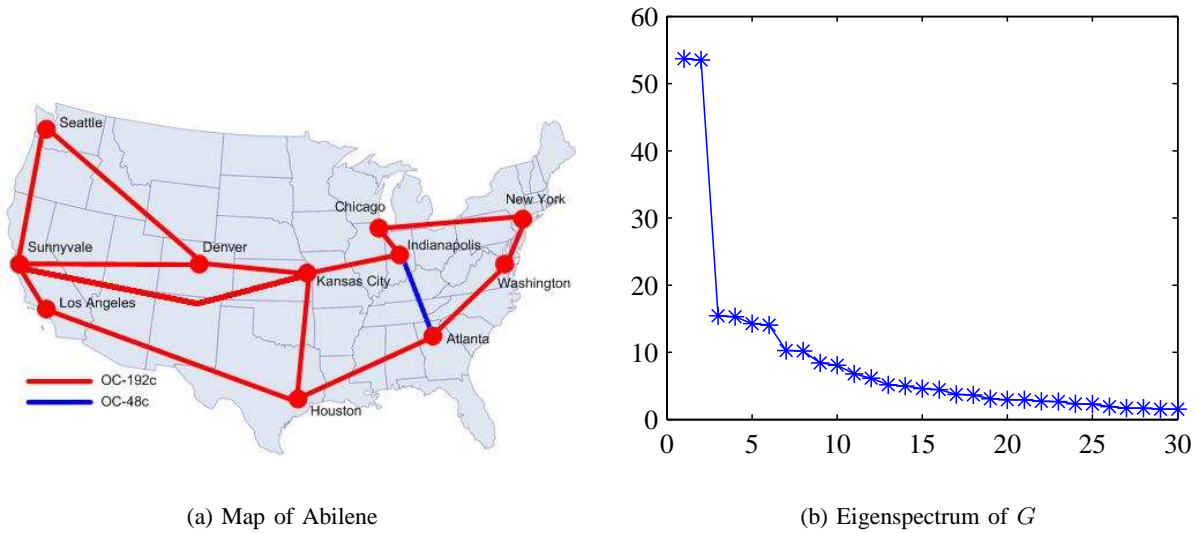 Seattle
Sunnyvale
Denver
Los Angeles
Kansas City
Chicago
Indianapolis
New York
Washington
Atlanta
Houston
OC-192c
OC-48c
(a) Map of Abilene
60
50
40
30
20
10
0
0 5 10 15 20 25 30
(b) Eigenspectrum of G